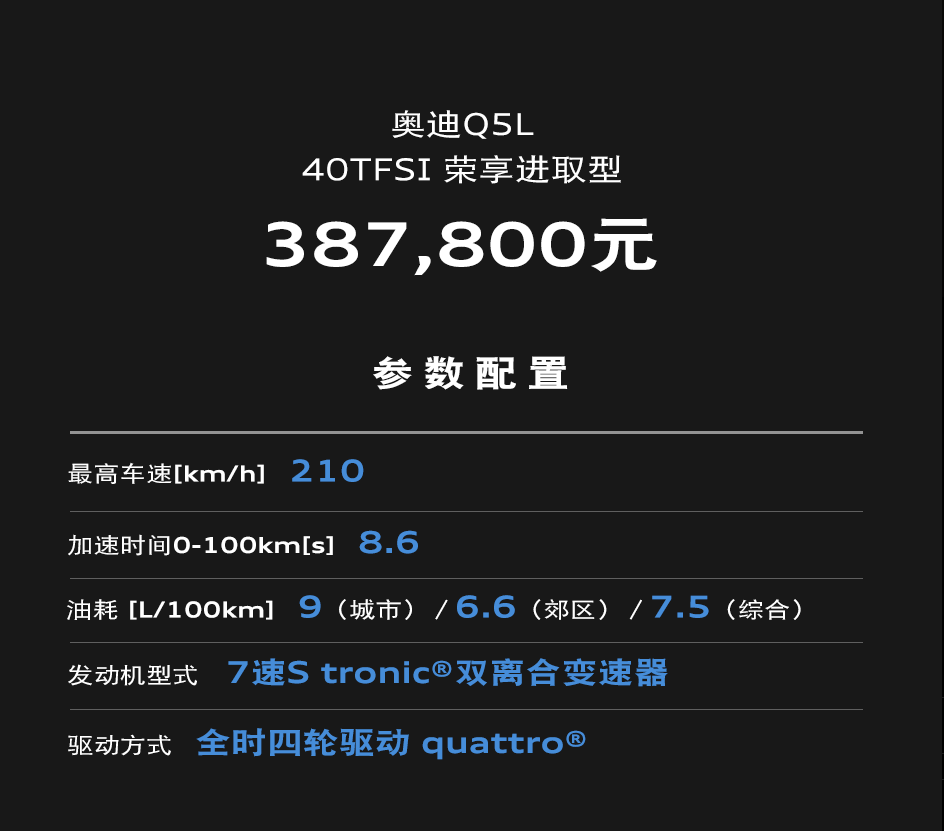 奥迪Q5L
40TFSI 荣享进取型
387,800元
参数配置
最高车速[km/h] 210
加速时间0-100km[s] 8.6
油耗 [L/100km] 9（城市） / 6.6（郊区） / 7.5（综合）
发动机型式 7速S tronic®双离合变速器
驱动方式 全时四轮驱动 quattro®